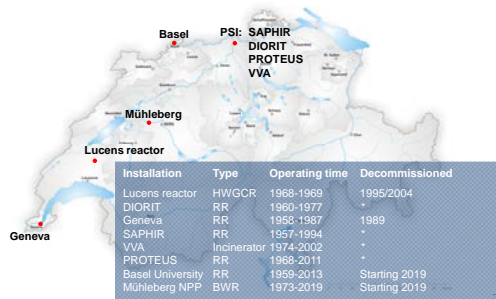 Basel
PSI: SAPHIR
DIORIT
PROTEUS
VVA
Mühleberg
Lucens reactor
Geneva
Installation Type Operating time Decommissioned
Lucens reactor HWGCR 1968-1969 1995/2004
DIORIT RR 1960-1977 *
Geneva RR 1958-1987 1989
SAPHIR RR 1957-1994 *
VVA Incinerator 1974-2002 *
PROTEUS RR 1968-2011 *
Basel University RR 1959-2013 Starting 2019
Mühleberg NPP BWR 1973-2019 Starting 2019